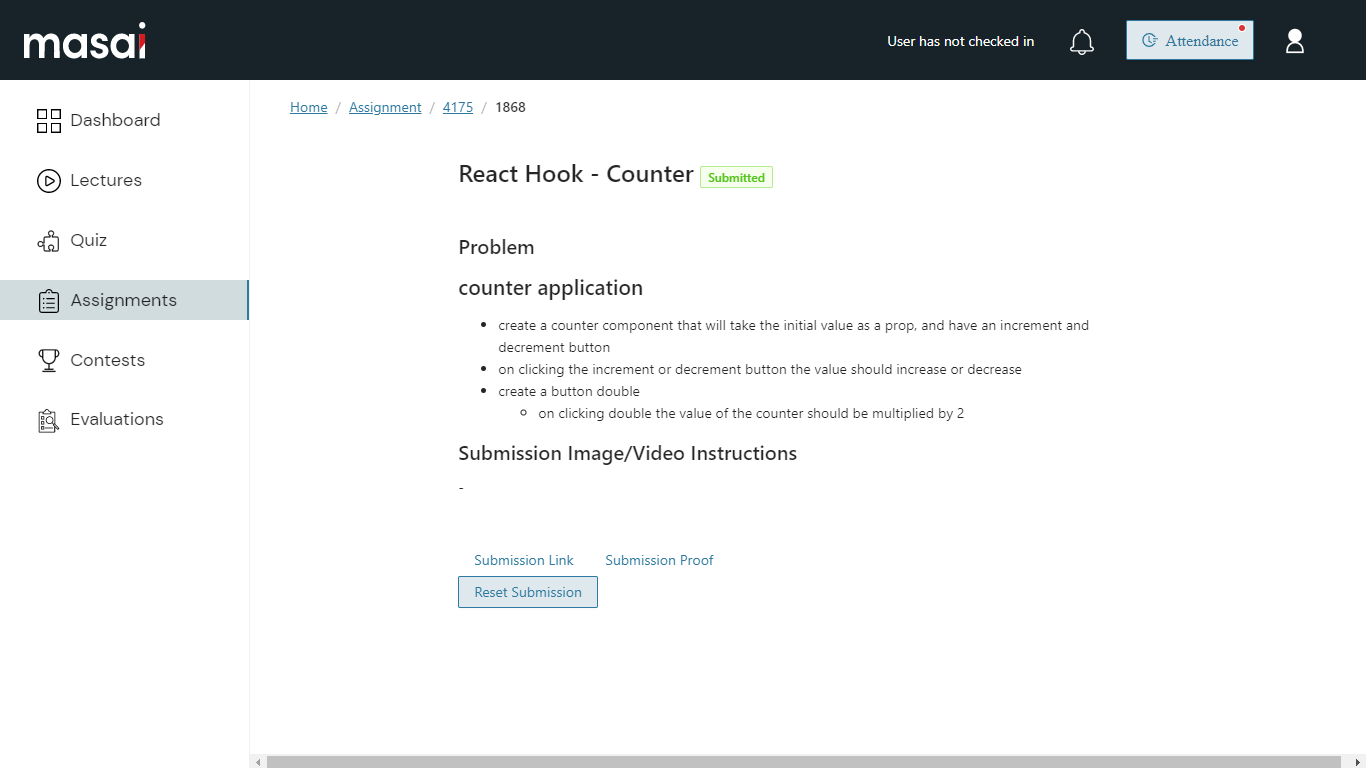 masai
User has not checked in
Attendance
Dashboard
Lectures
Quiz
Assignments
Contests
Evaluations
Home / Assignment / 4175 / 1868
React Hook - Counter Submitted
Problem
counter application
• create a counter component that will take the initial value as a prop, and have an increment and
decrement button
• on clicking the increment or decrement button the value should increase or decrease
• create a button double
◦ on clicking double the value of the counter should be multiplied by 2
Submission Image/Video Instructions
-
Submission Link Submission Proof
Reset Submission